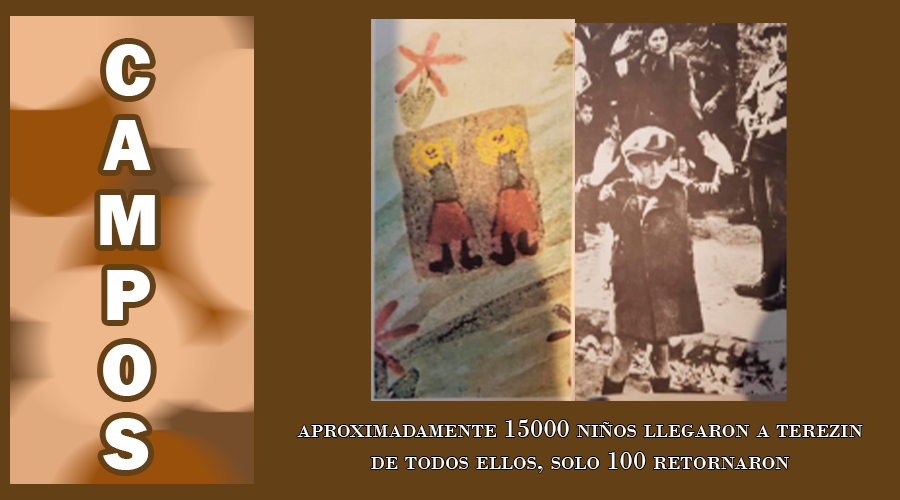 CAMPOS
APROXIMADAMENTE 15000 NIÑOS LLEGARON A TEREZIN
DE TODOS ELLOS, SOLO 100 RETORNARON